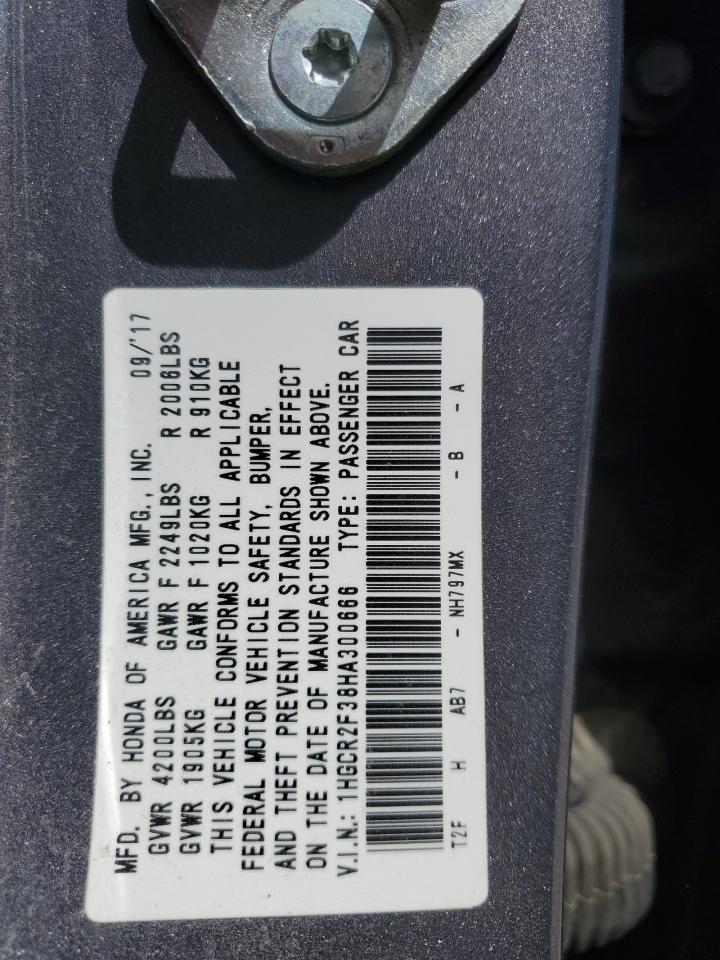 MFD. BY HONDA OF AMERICA MFG., INC. 09/'17
GVWR 4200LBS GAWR F 2249LBS R 2006LBS
GVWR 1905KG GAWR F 1020KG R 910KG
THIS VEHICLE CONFORMS TO ALL APPLICABLE
FEDERAL MOTOR VEHICLE SAFETY, BUMPER,
AND THEFT PREVENTION STANDARDS IN EFFECT
ON THE DATE OF MANUFACTURE SHOWN ABOVE.
V.I.N.: 1HGCR2F38HA300666 TYPE: PASSENGER CAR
T2F H AB7 - NH797MX - B - A